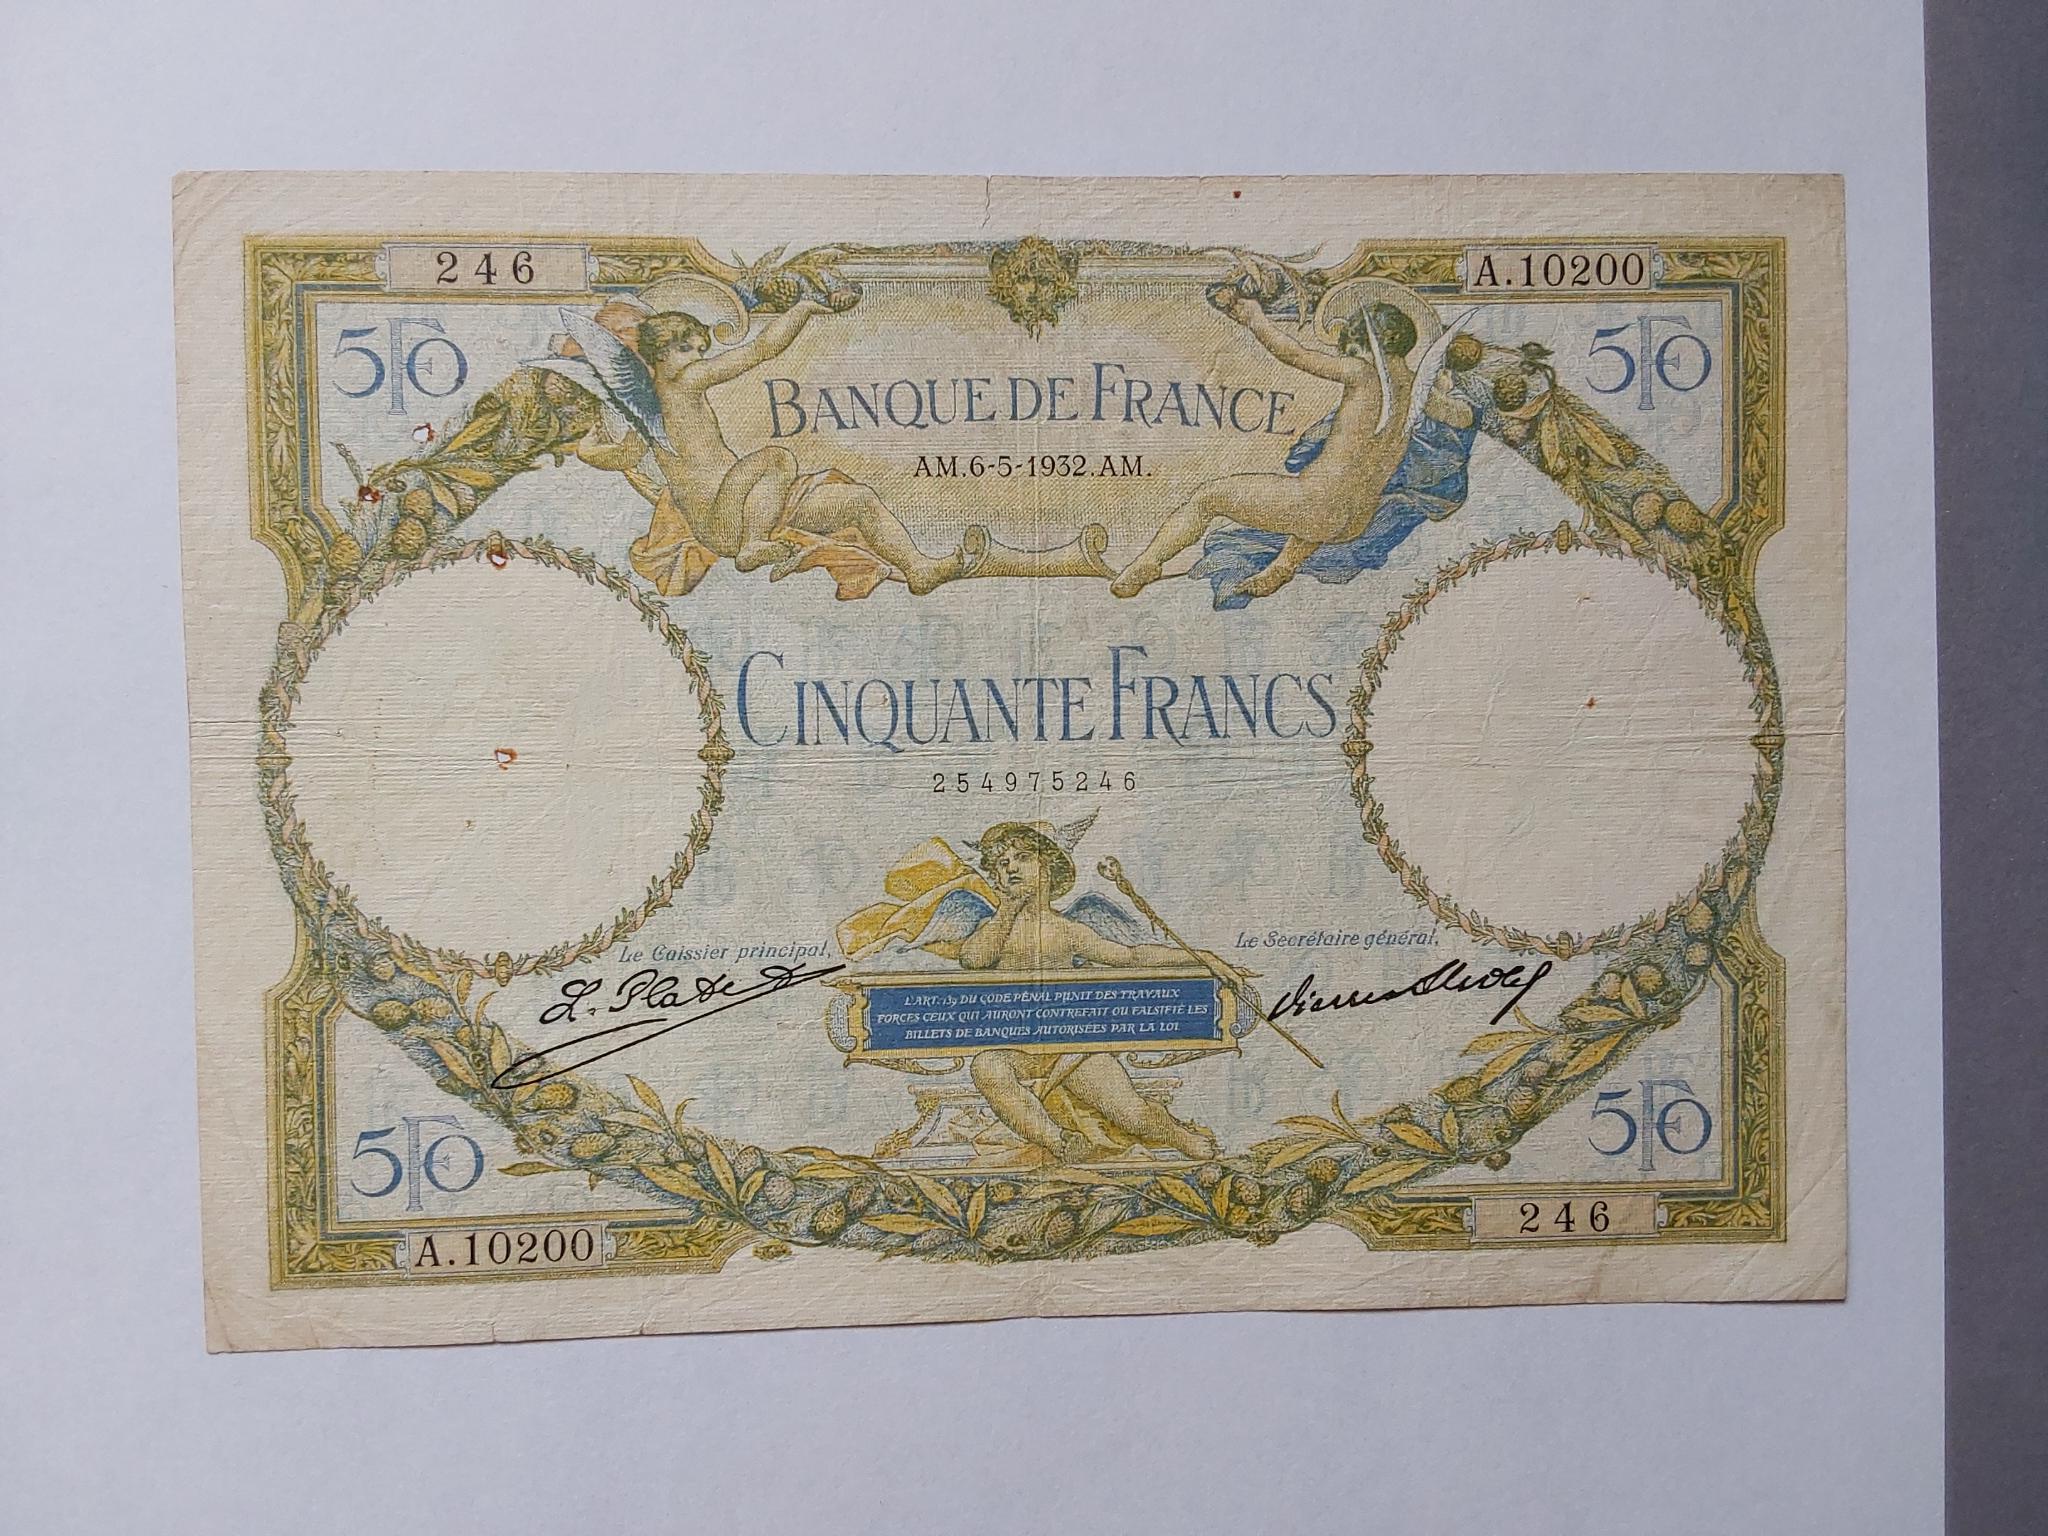 246
A.10200
5F0
5F0
BANQUE DE FRANCE
AM.6-5-1932.AM.
CINQUANTE FRANCS
254975246
Le Caissier principal,
Le Secrétaire général,
L'ART. 139 DU CODE PÉNAL PUNIT DES TRAVAUX
FORCÉS CEUX QUI AURONT CONTREFAIT OU FALSIFIÉ LES
BILLETS DE BANQUES AUTORISÉES PAR LA LOI
5F0
5F0
A.10200
246